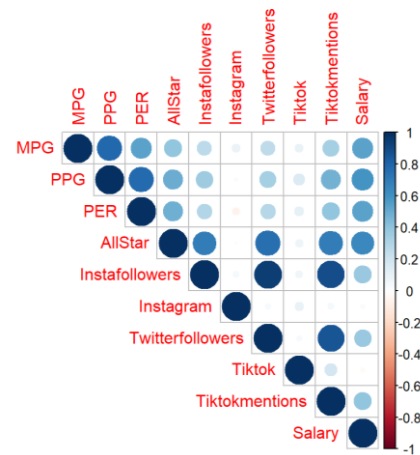 MPG
PPG
PER
AllStar
Instafollowers
Instagram
Twitterfollowers
Tiktok
Tiktokmentions
Salary
MPG
PPG
PER
AllStar
Instafollowers
Instagram
Twitterfollowers
Tiktok
Tiktokmentions
Salary
1
0.8
0.6
0.4
0.2
0
-0.2
-0.4
-0.6
-0.8
-1